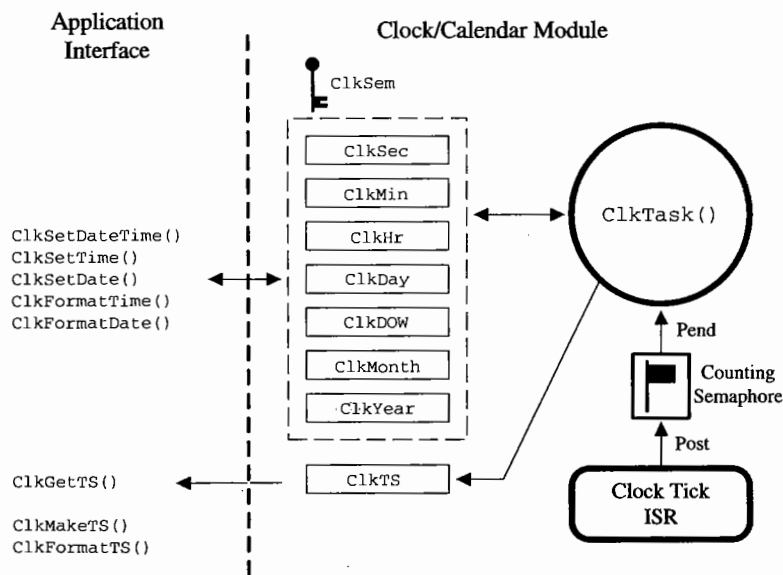 Application
Interface
Clock/Calendar Module
ClkSem
ClkSec
ClkMin
ClkHr
ClkDay
ClkDOW
ClkMonth
ClkYear
ClkTS
ClkSetDateTime()
ClkSetTime()
ClkSetDate()
ClkFormatTime()
ClkFormatDate()
ClkGetTS()
ClkMakeTS()
ClkFormatTS()
ClkTask()
Pend
Counting
Semaphore
Post
Clock Tick
ISR